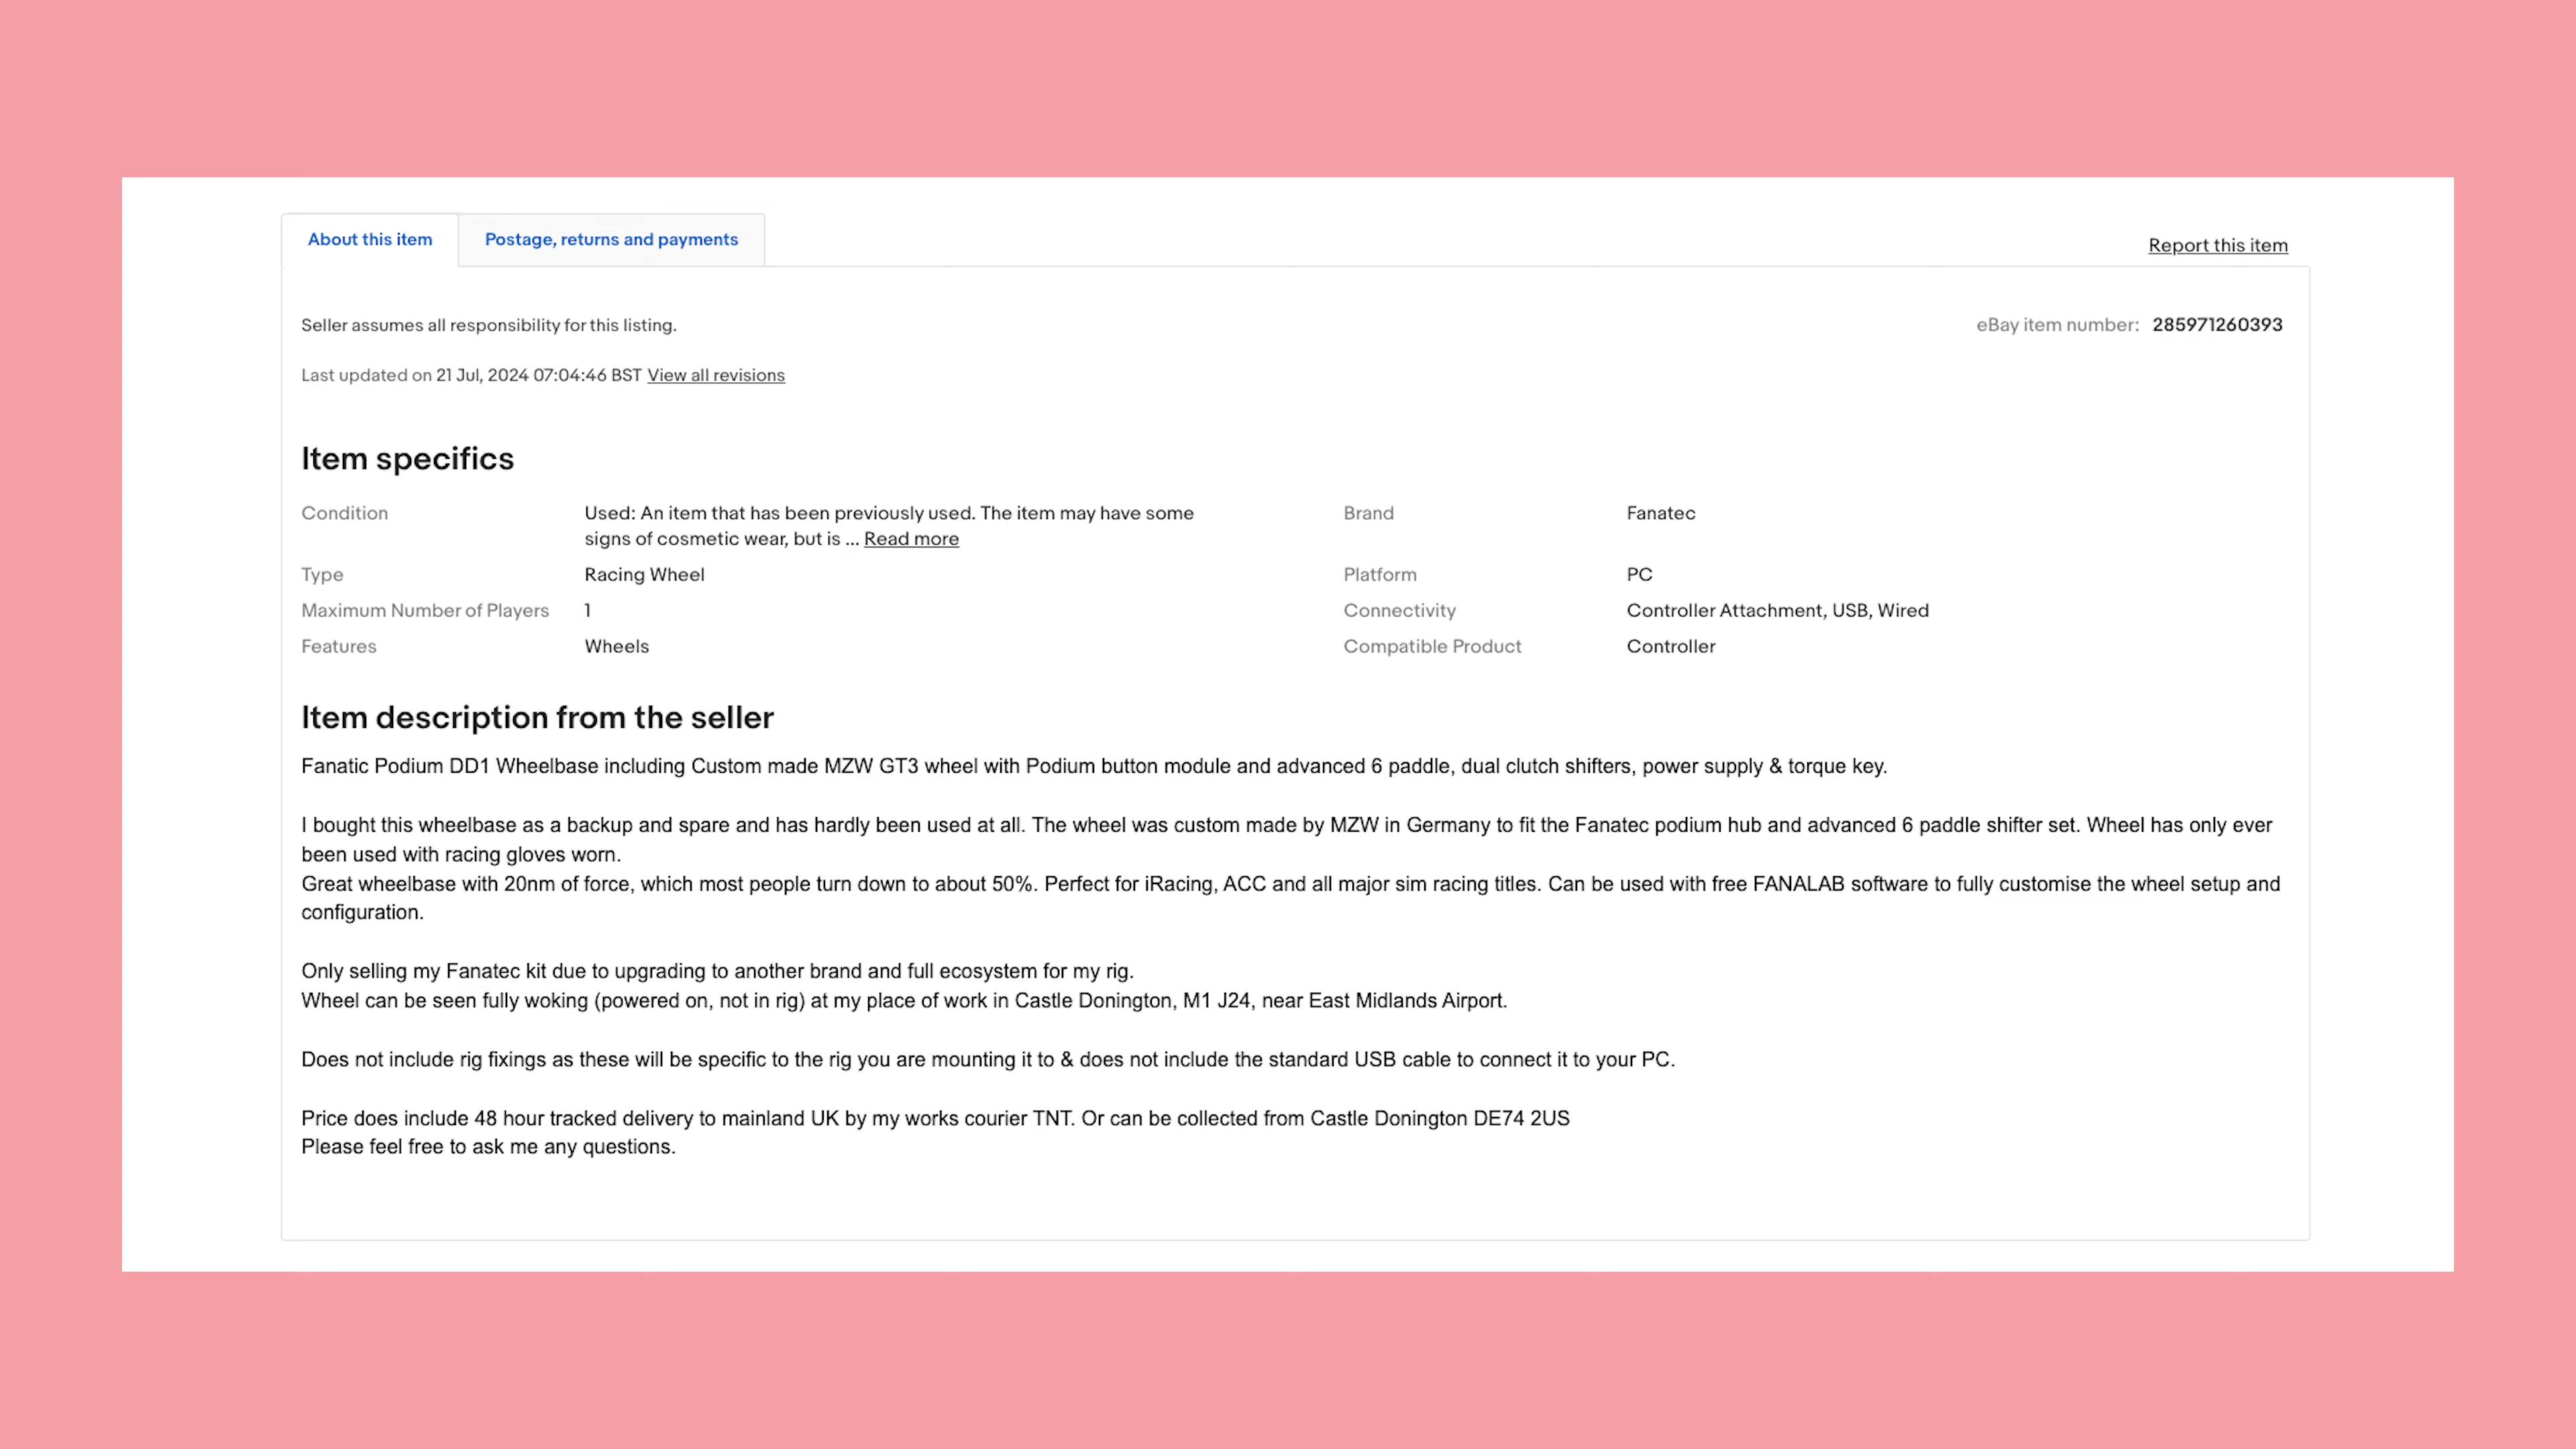 About this item
Postage, returns and payments
Report this item
Seller assumes all responsibility for this listing.
eBay item number: 285971260393
Last updated on 21 Jul, 2024 07:04:46 BST View all revisions
Item specifics
Condition
Used: An item that has been previously used. The item may have some
signs of cosmetic wear, but is ... Read more
Brand
Fanatec
Type
Racing Wheel
Platform
PC
Maximum Number of Players
1
Connectivity
Controller Attachment, USB, Wired
Features
Wheels
Compatible Product
Controller
Item description from the seller
Fanatic Podium DD1 Wheelbase including Custom made MZW GT3 wheel with Podium button module and advanced 6 paddle, dual clutch shifters, power supply & torque key.
I bought this wheelbase as a backup and spare and has hardly been used at all. The wheel was custom made by MZW in Germany to fit the Fanatec podium hub and advanced 6 paddle shifter set. Wheel has only ever
been used with racing gloves worn.
Great wheelbase with 20nm of force, which most people turn down to about 50%. Perfect for iRacing, ACC and all major sim racing titles. Can be used with free FANALAB software to fully customise the wheel setup and
configuration.
Only selling my Fanatec kit due to upgrading to another brand and full ecosystem for my rig.
Wheel can be seen fully woking (powered on, not in rig) at my place of work in Castle Donington, M1 J24, near East Midlands Airport.
Does not include rig fixings as these will be specific to the rig you are mounting it to & does not include the standard USB cable to connect it to your PC.
Price does include 48 hour tracked delivery to mainland UK by my works courier TNT. Or can be collected from Castle Donington DE74 2US
Please feel free to ask me any questions.